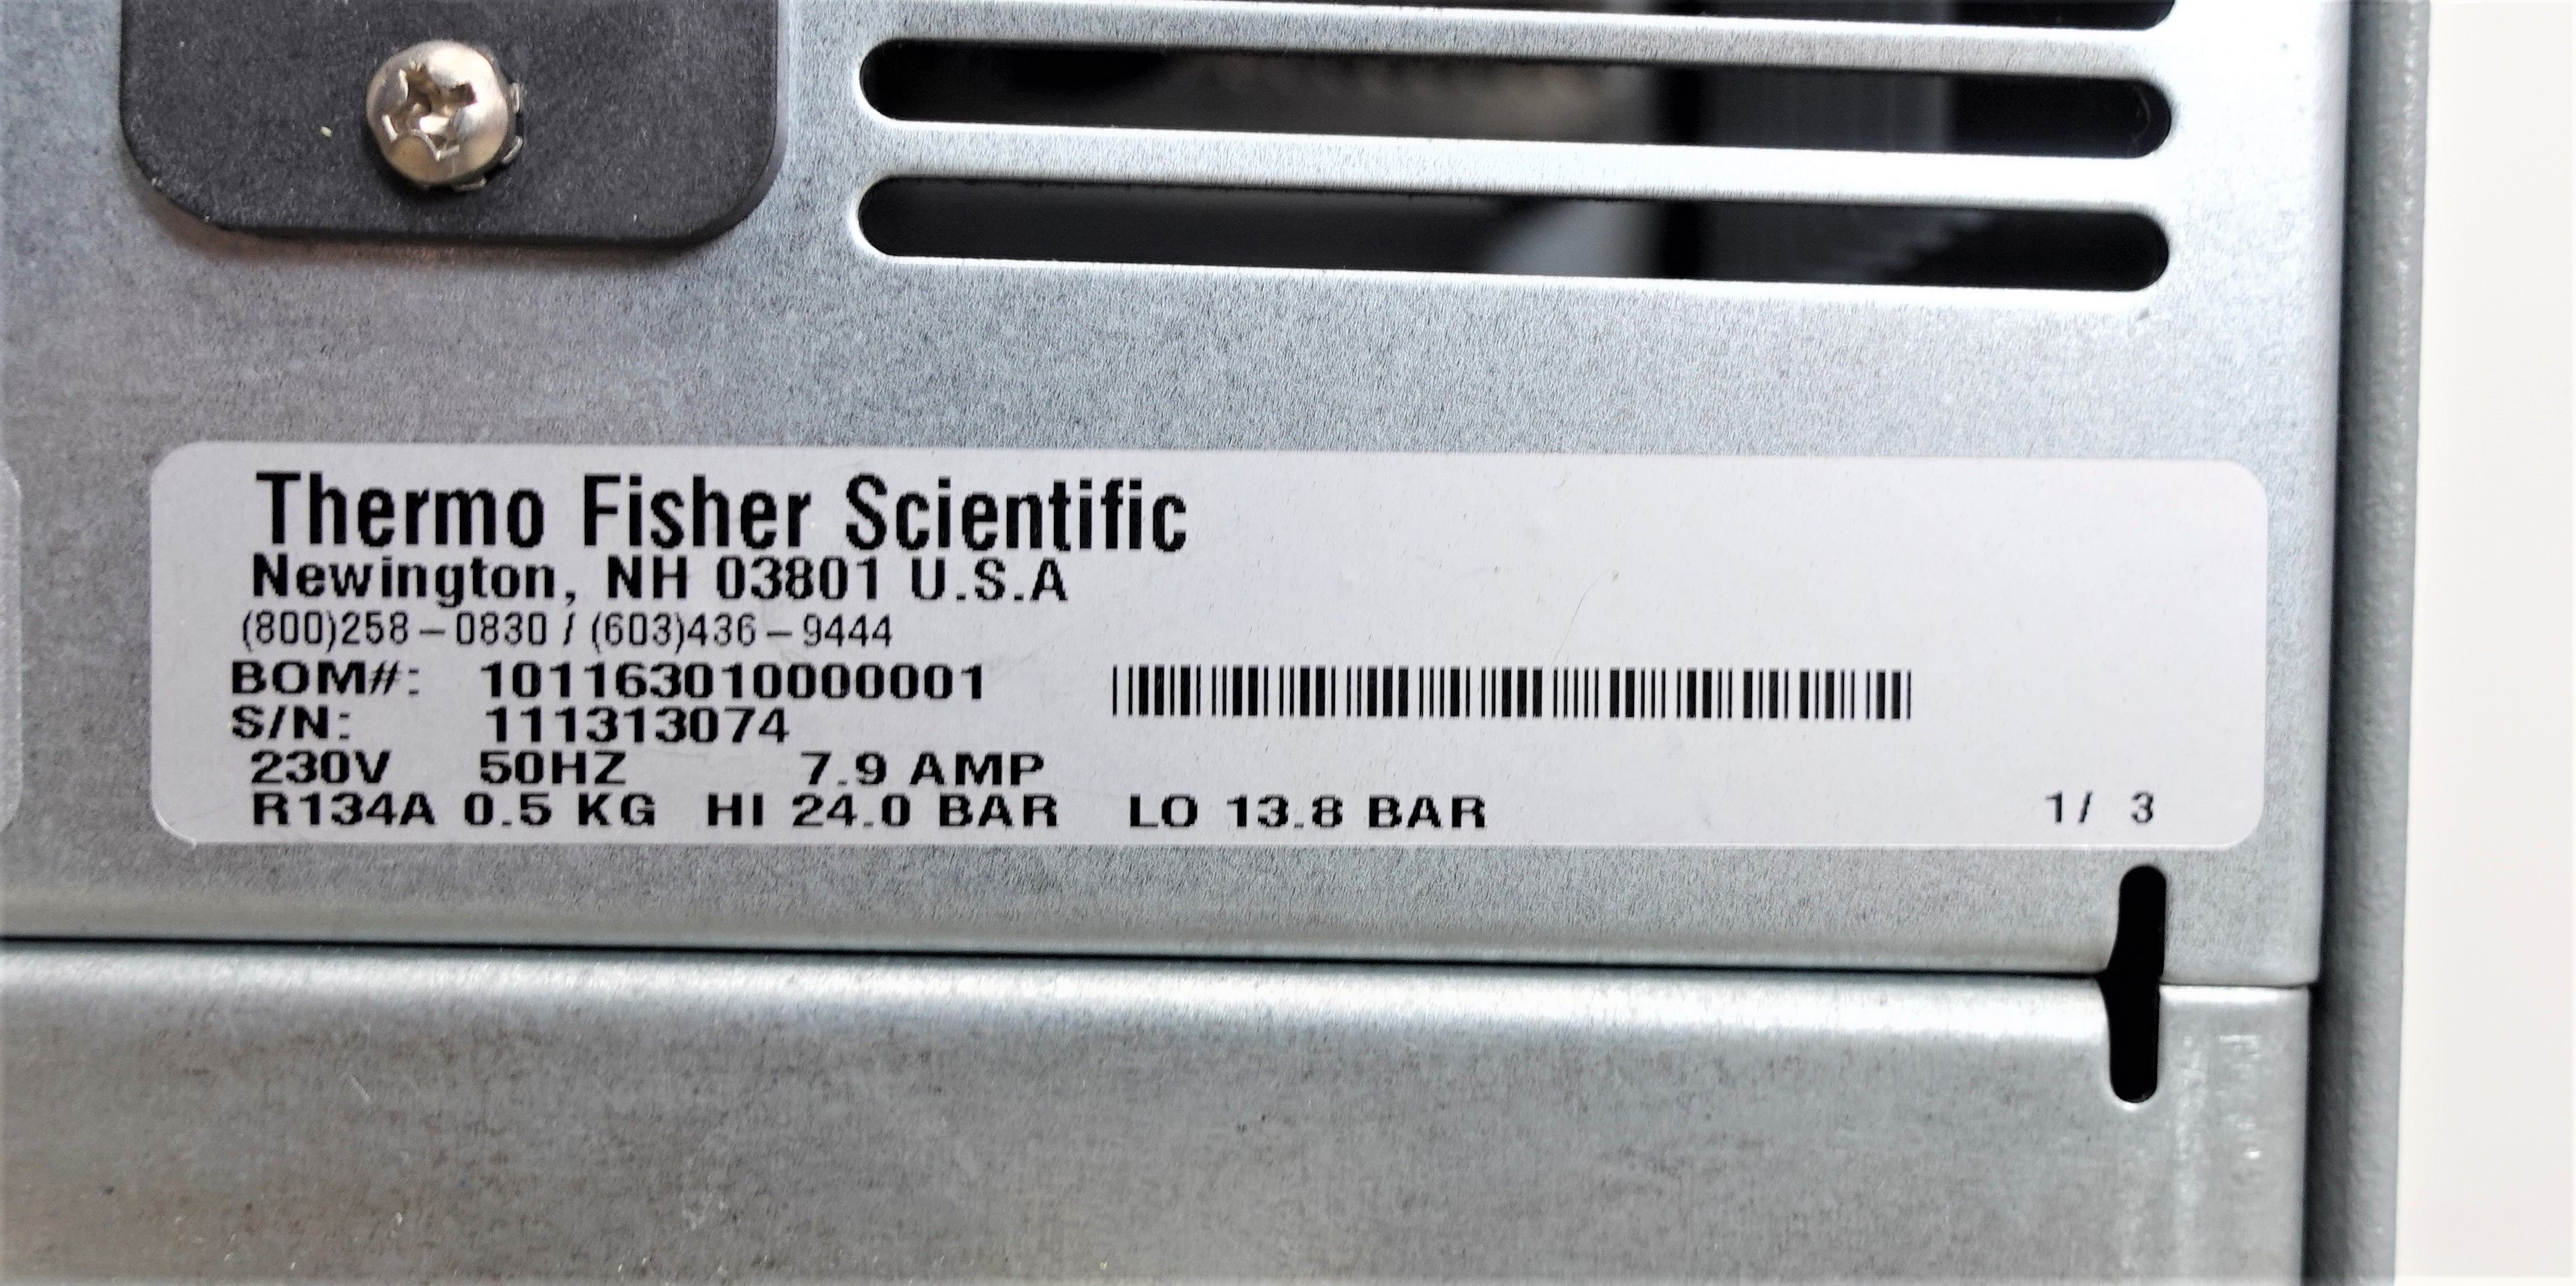 Thermo Fisher Scientific
Newington, NH 03801 U.S.A
(800)258-0830 / (603)436-9444
BOM#: 101163010000001
S/N: 111313074
230V 50HZ 7.9 AMP
R134A 0.5 KG HI 24.0 BAR LO 13.8 BAR 1/ 3